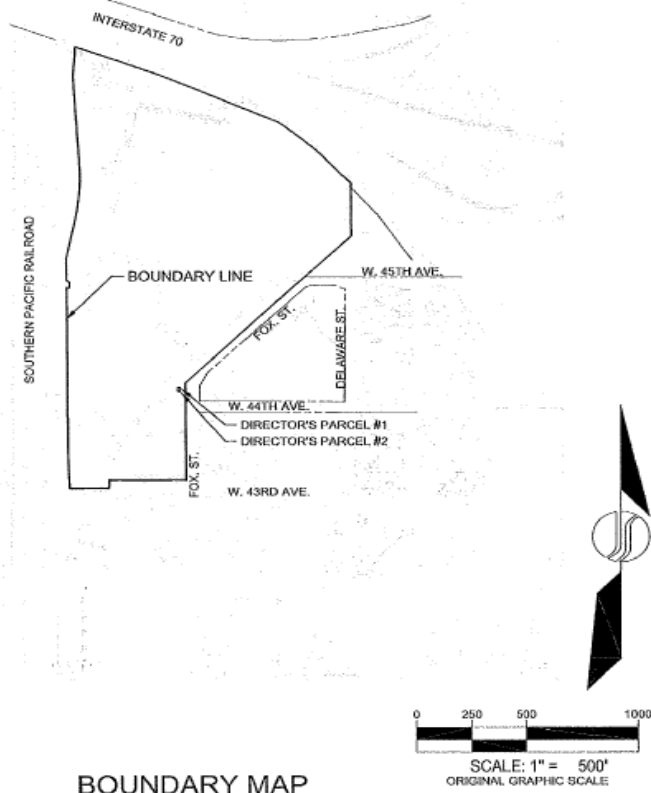 INTERSTATE 70
SOUTHERN PACIFIC RAILROAD
BOUNDARY LINE
W. 45TH AVE.
FOX. ST.
DELAWARE ST.
W. 44TH AVE.
DIRECTOR'S PARCEL #1
DIRECTOR'S PARCEL #2
FOX. ST.
W. 43RD AVE.
0 250 500 1000
SCALE: 1" = 500'
ORIGINAL GRAPHIC SCALE
BOUNDARY MAP